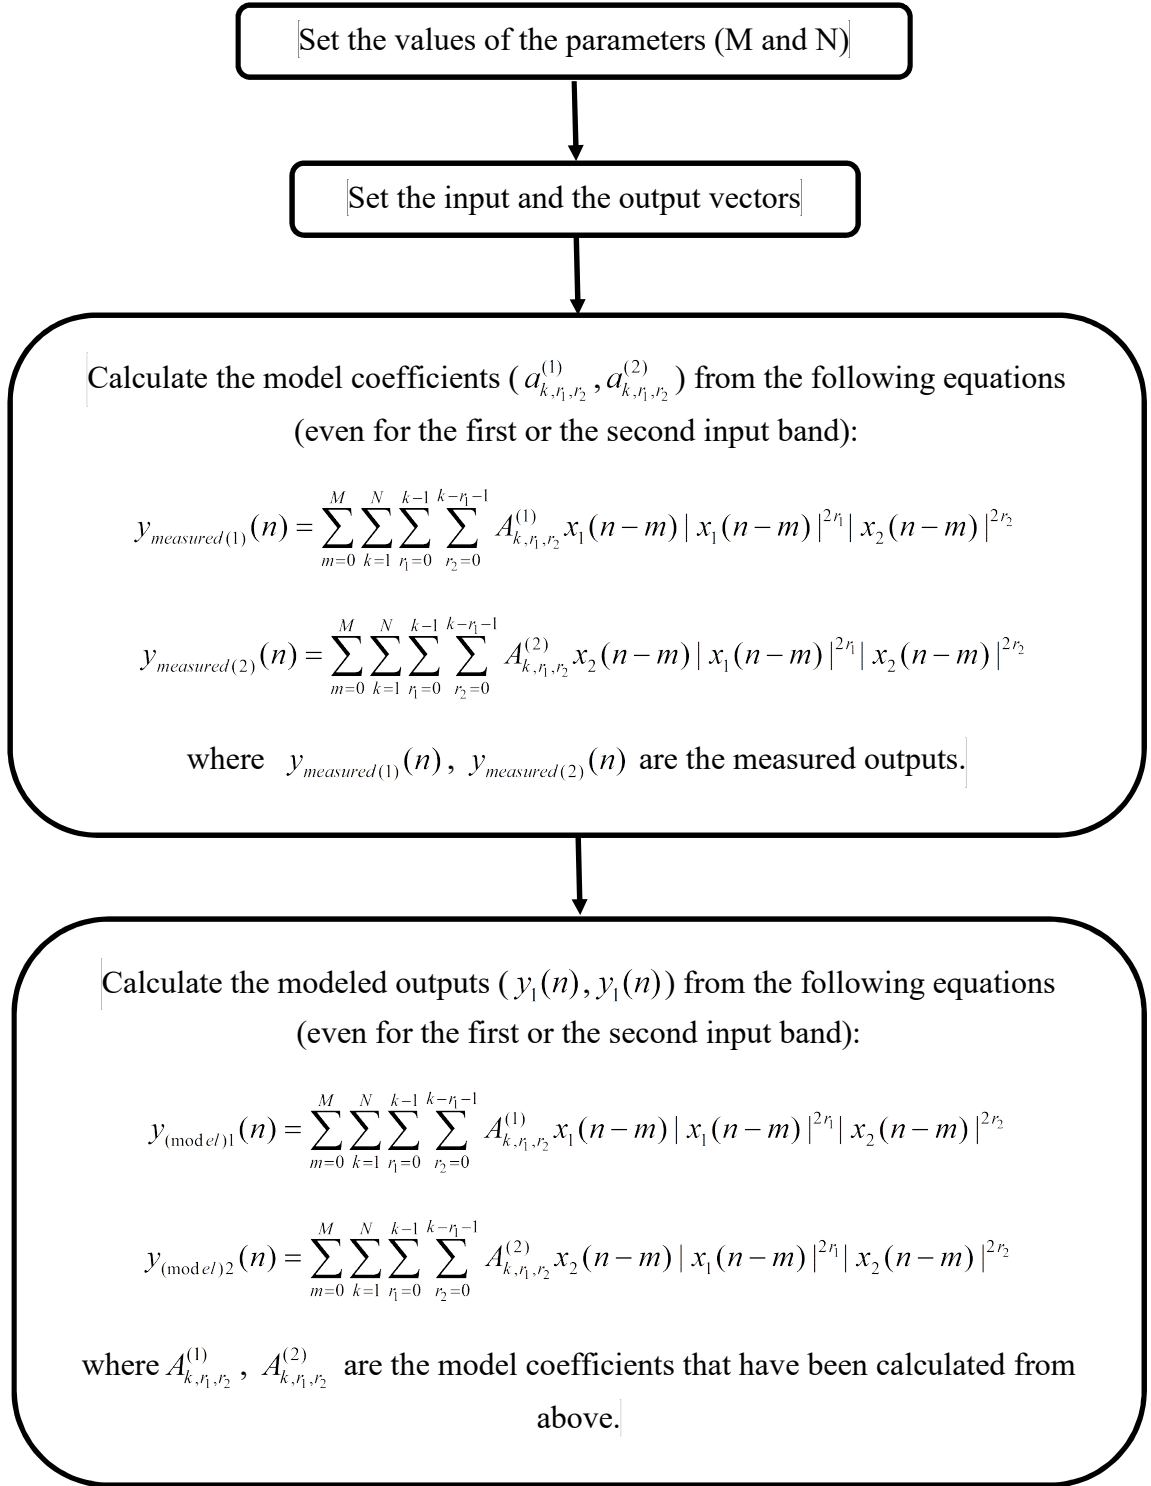 Set the values of the parameters (M and N)
Set the input and the output vectors
Calculate the model coefficients ( a_{k,r_1,r_2}^{(1)} , a_{k,r_1,r_2}^{(2)} ) from the following equations
(even for the first or the second input band):
y_{measured(1)}(n) = \sum_{m=0}^{M} \sum_{k=1}^{N} \sum_{r_1=0}^{k-1} \sum_{r_2=0}^{k-r_1-1} A_{k,r_1,r_2}^{(1)} x_1(n-m) | x_1(n-m) |^{2r_1} | x_2(n-m) |^{2r_2}
y_{measured(2)}(n) = \sum_{m=0}^{M} \sum_{k=1}^{N} \sum_{r_1=0}^{k-1} \sum_{r_2=0}^{k-r_1-1} A_{k,r_1,r_2}^{(2)} x_2(n-m) | x_1(n-m) |^{2r_1} | x_2(n-m) |^{2r_2}
where y_{measured(1)}(n) , y_{measured(2)}(n) are the measured outputs.
Calculate the modeled outputs ( y_1(n), y_1(n) ) from the following equations
(even for the first or the second input band):
y_{(model)1}(n) = \sum_{m=0}^{M} \sum_{k=1}^{N} \sum_{r_1=0}^{k-1} \sum_{r_2=0}^{k-r_1-1} A_{k,r_1,r_2}^{(1)} x_1(n-m) | x_1(n-m) |^{2r_1} | x_2(n-m) |^{2r_2}
y_{(model)2}(n) = \sum_{m=0}^{M} \sum_{k=1}^{N} \sum_{r_1=0}^{k-1} \sum_{r_2=0}^{k-r_1-1} A_{k,r_1,r_2}^{(2)} x_2(n-m) | x_1(n-m) |^{2r_1} | x_2(n-m) |^{2r_2}
where A_{k,r_1,r_2}^{(1)} , A_{k,r_1,r_2}^{(2)} are the model coefficients that have been calculated from
above.